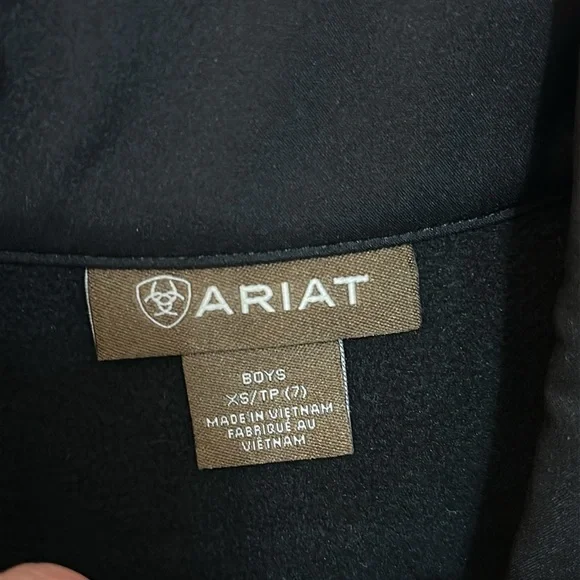 ARIAT
BOYS
XS/TP (7)
MADE IN VIETNAM
FABRIQUÉ AU
VIETNAM